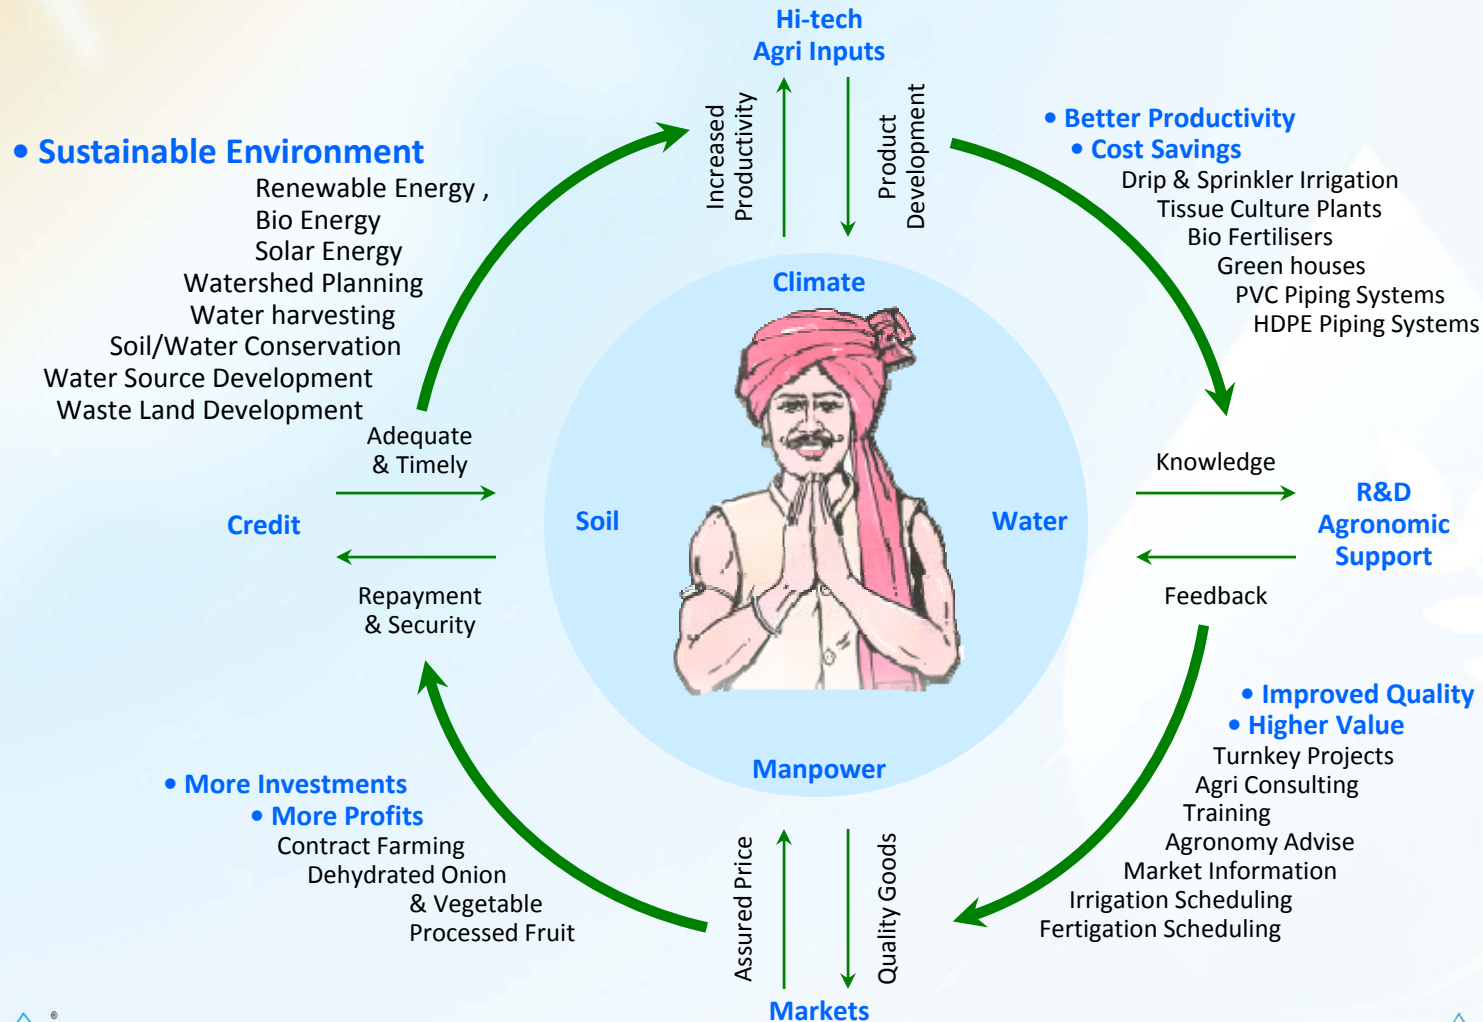 Hi-tech
Agri Inputs
Increased
Productivity
Product
Development
• Sustainable Environment
Renewable Energy ,
Bio Energy
Solar Energy
Watershed Planning
Water harvesting
Soil/Water Conservation
Water Source Development
Waste Land Development
• Better Productivity
• Cost Savings
Drip & Sprinkler Irrigation
Tissue Culture Plants
Bio Fertilisers
Green houses
PVC Piping Systems
HDPE Piping Systems
Climate
Adequate
& Timely
Credit
Repayment
& Security
Soil
Water
Knowledge
R&D
Agronomic
Support
Feedback
Manpower
• Improved Quality
• Higher Value
Turnkey Projects
Agri Consulting
Training
Agronomy Advise
Market Information
Irrigation Scheduling
Fertigation Scheduling
• More Investments
• More Profits
Contract Farming
Dehydrated Onion
& Vegetable
Processed Fruit
Assured Price
Quality Goods
Markets
®